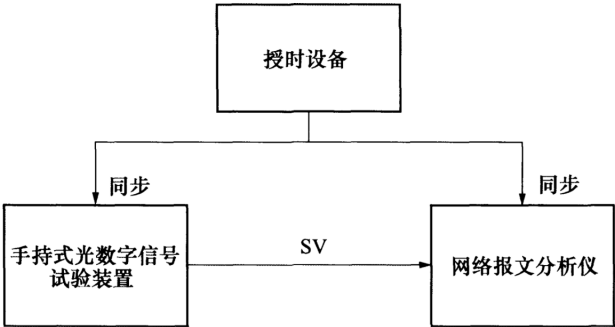 授时设备
同步
同步
手持式光数字信号
试验装置
SV
网络报文分析仪